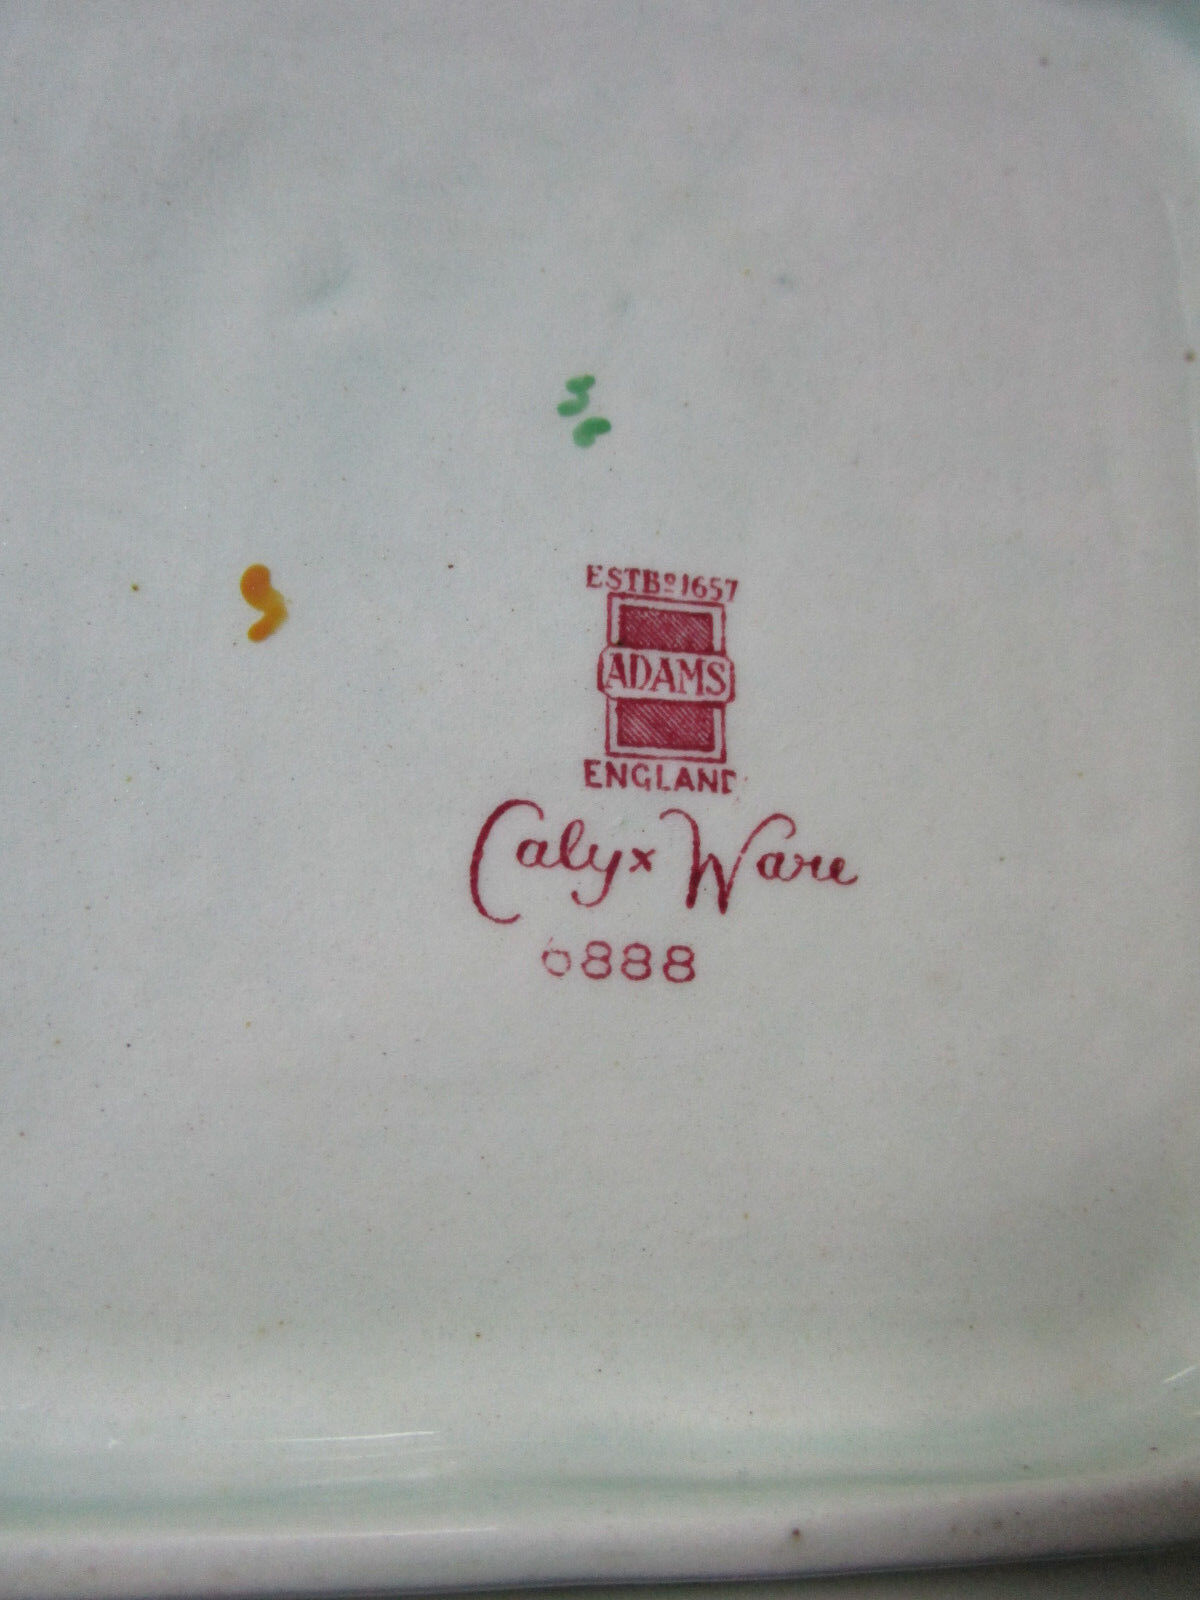 ESTBᴰ 1657
ADAMS
ENGLAND
Calyx Ware
6888